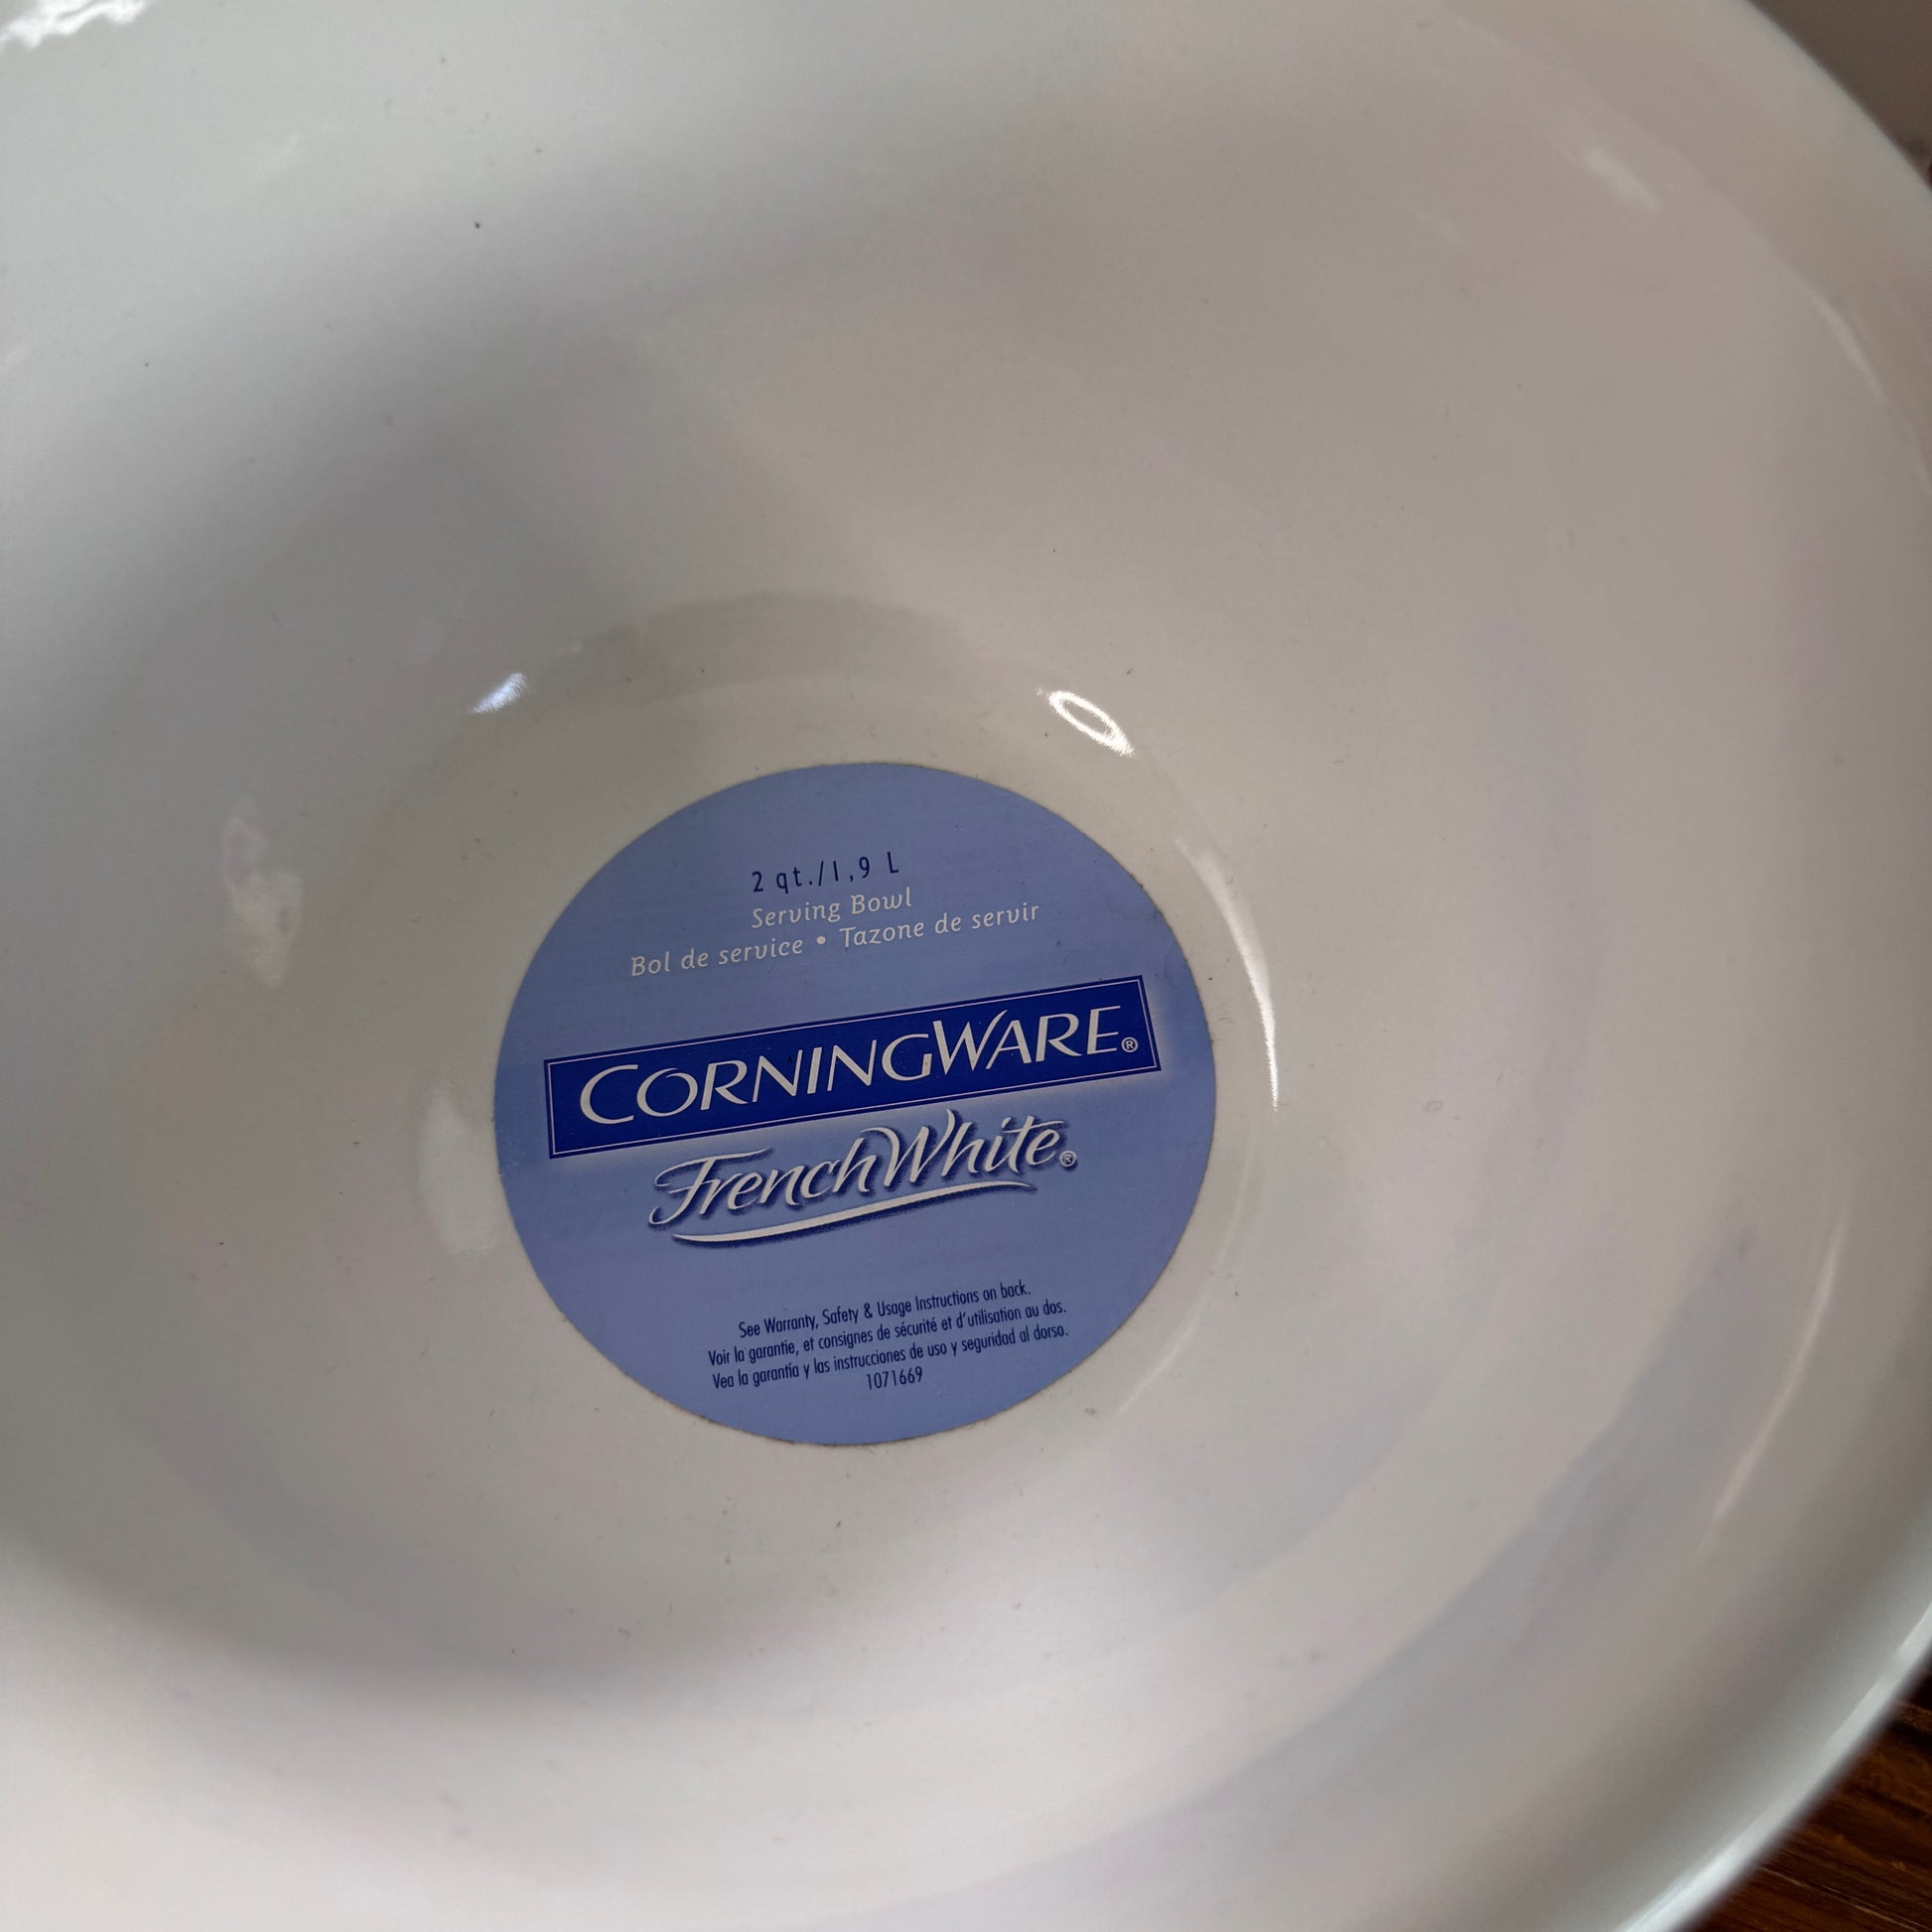 2 qt./1,9 L
Serving Bowl
Bol de service • Tazone de servir
CORNINGWARE®
French White®
See Warranty, Safety & Usage Instructions on back.
Voir la garantie, et consignes de sécurité et d'utilisation au dos.
Vea la garantía y las instrucciones de uso y seguridad al dorso.
1071669